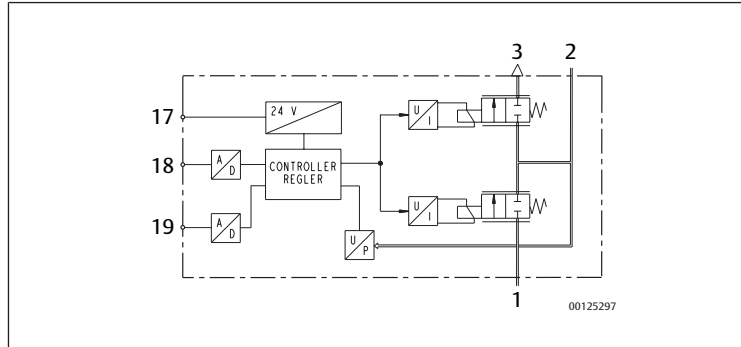 3 2
17
24 V
U
I
18
A
D
CONTROLLER
REGLER
19
A
D
U
I
U
P
1
00125297